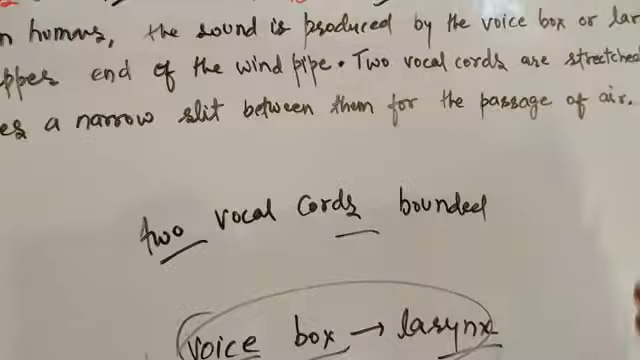 n humns, the sound is produced by the voice box or lar
pper end of the wind pipe. Two vocal cords are stretched
es a narrow slit between them for the passage of air.
two vocal cords bounded
voice box → larynx